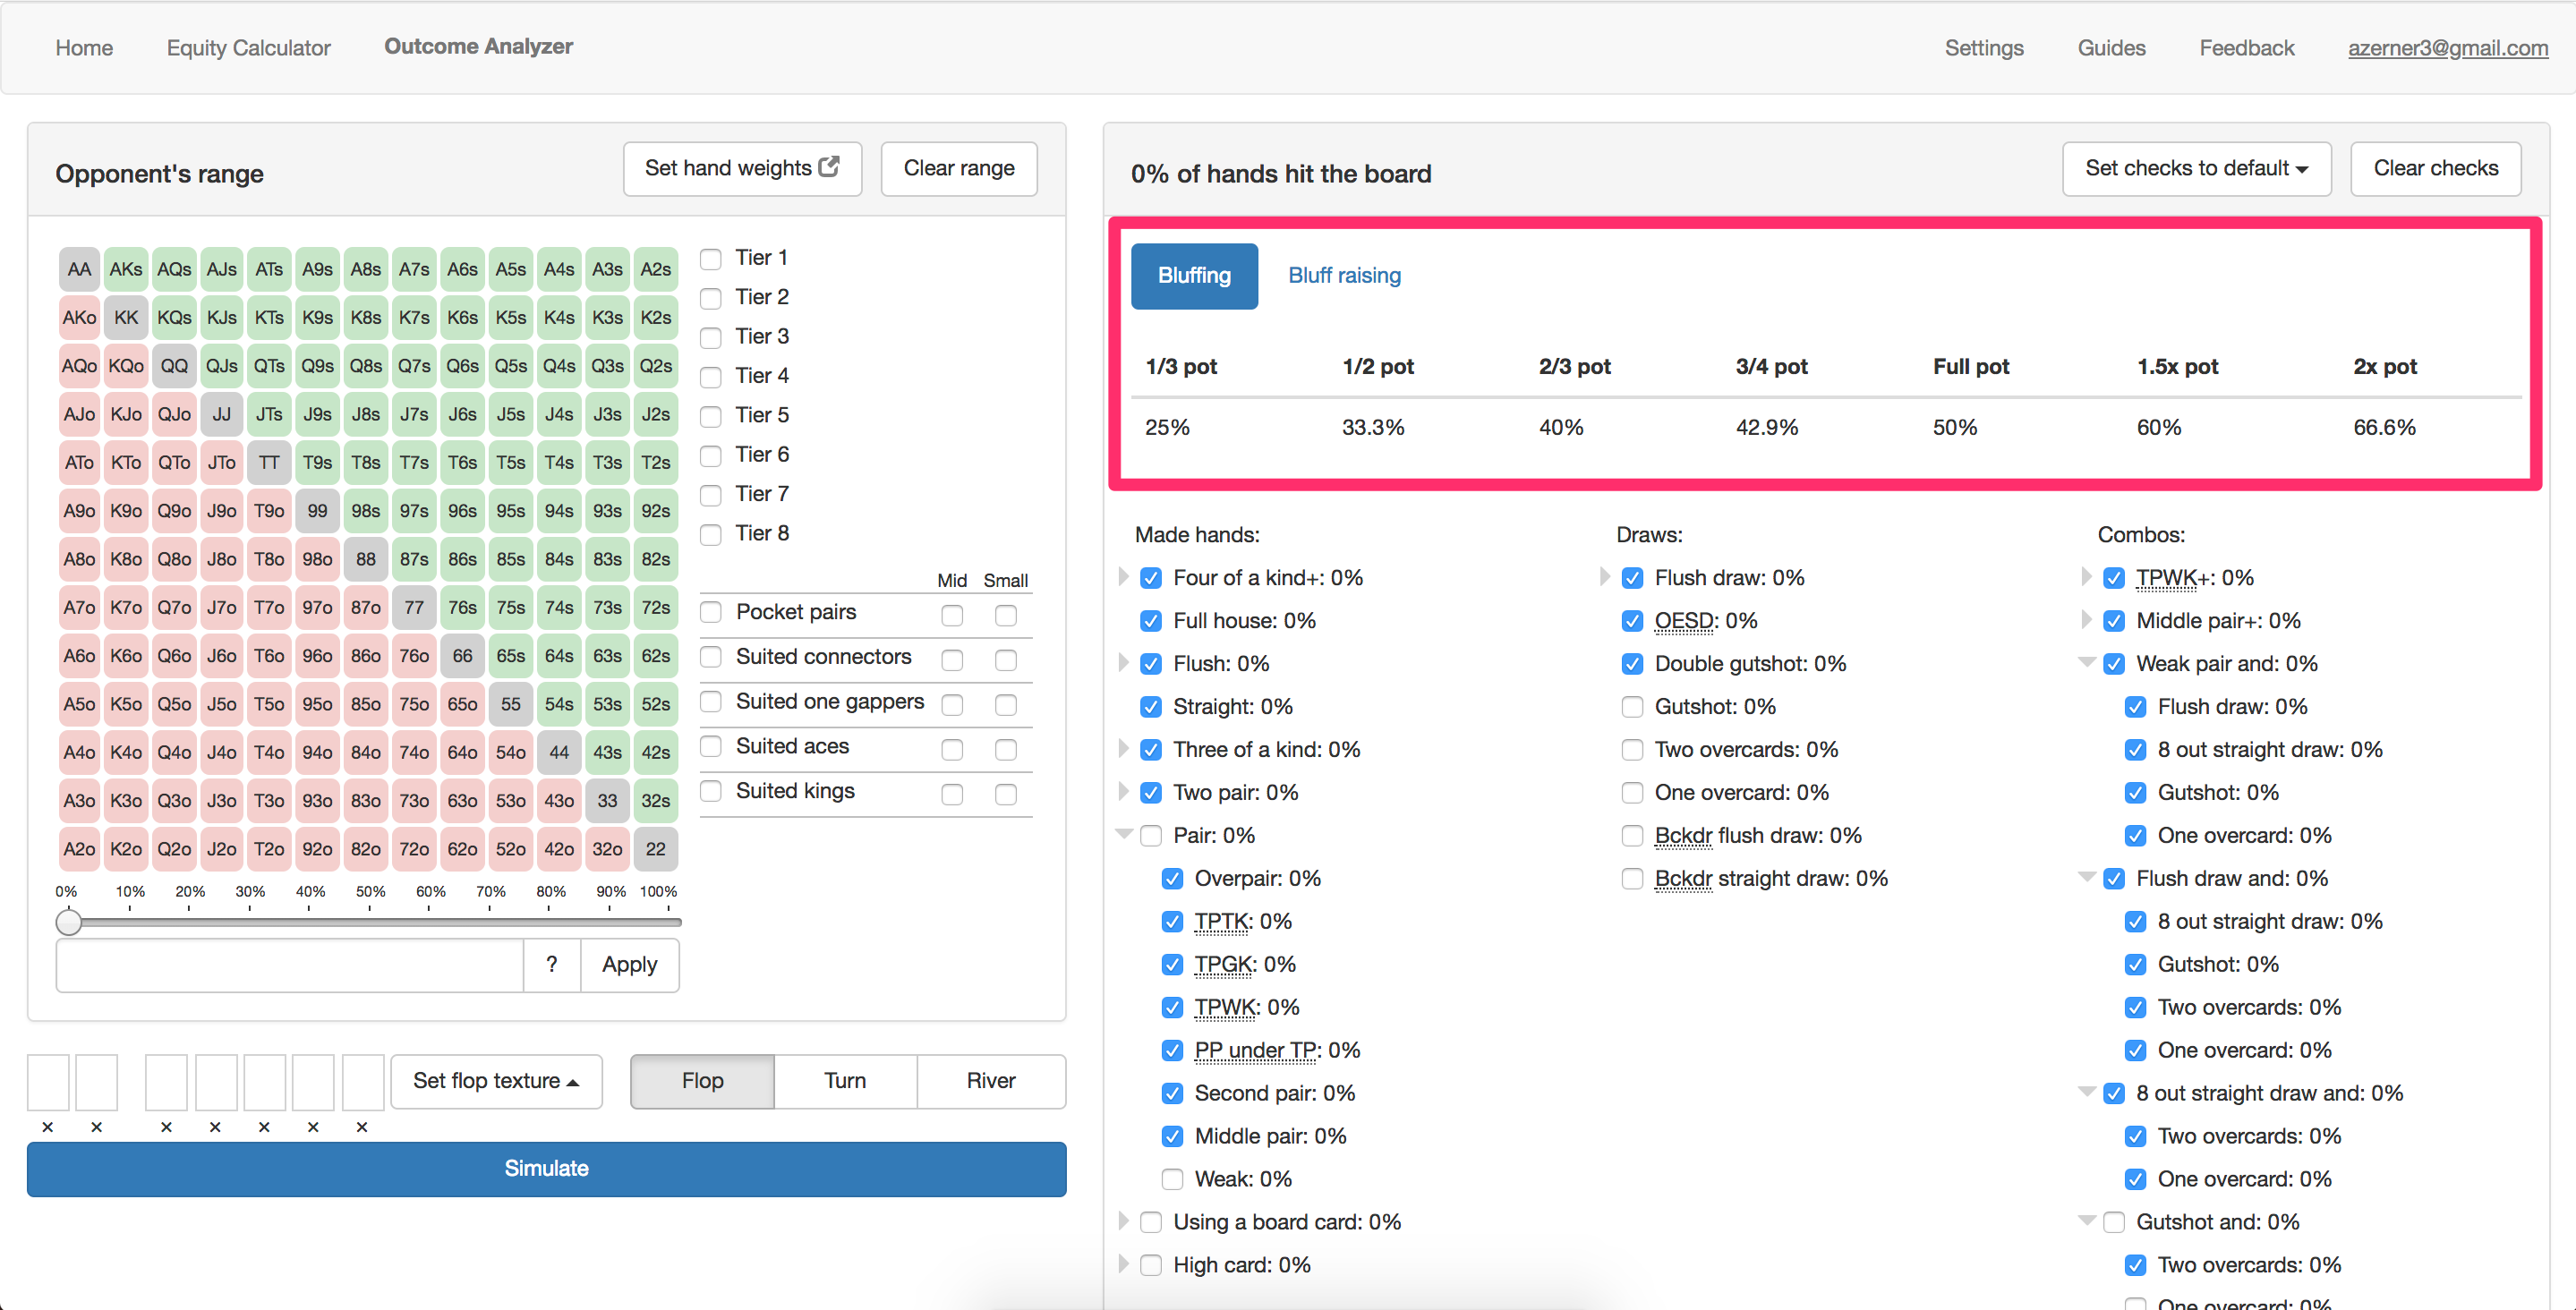 Home Equity Calculator Outcome Analyzer Settings Guides Feedback azerner3@gmail.com
Opponent's range Set hand weights Clear range
AA AKs AQs AJs ATs A9s A8s A7s A6s A5s A4s A3s A2s
AKo KK KQs KJs KTs K9s K8s K7s K6s K5s K4s K3s K2s
AQo KQo QQ QJs QTs Q9s Q8s Q7s Q6s Q5s Q4s Q3s Q2s
AJo KJo QJo JJ JTs J9s J8s J7s J6s J5s J4s J3s J2s
ATo KTo QTo JTo TT T9s T8s T7s T6s T5s T4s T3s T2s
A9o K9o Q9o J9o T9o 99 98s 97s 96s 95s 94s 93s 92s
A8o K8o Q8o J8o T8o 98o 88 87s 86s 85s 84s 83s 82s
A7o K7o Q7o J7o T7o 97o 87o 77 76s 75s 74s 73s 72s
A6o K6o Q6o J6o T6o 96o 86o 76o 66 65s 64s 63s 62s
A5o K5o Q5o J5o T5o 95o 85o 75o 65o 55 54s 53s 52s
A4o K4o Q4o J4o T4o 94o 84o 74o 64o 54o 44 43s 42s
A3o K3o Q3o J3o T3o 93o 83o 73o 63o 53o 43o 33 32s
A2o K2o Q2o J2o T2o 92o 82o 72o 62o 52o 42o 32o 22
0% 10% 20% 30% 40% 50% 60% 70% 80% 90% 100%
? Apply
Tier 1
Tier 2
Tier 3
Tier 4
Tier 5
Tier 6
Tier 7
Tier 8
Mid Small
Pocket pairs
Suited connectors
Suited one gappers
Suited aces
Suited kings
Set flop texture Flop Turn River
× × × × × × ×
Simulate
0% of hands hit the board Set checks to default Clear checks
Bluffing Bluff raising
1/3 pot 1/2 pot 2/3 pot 3/4 pot Full pot 1.5x pot 2x pot
25% 33.3% 40% 42.9% 50% 60% 66.6%
Made hands:
Four of a kind+: 0%
Full house: 0%
Flush: 0%
Straight: 0%
Three of a kind: 0%
Two pair: 0%
Pair: 0%
Overpair: 0%
TPTK: 0%
TPGK: 0%
TPWK: 0%
PP under TP: 0%
Second pair: 0%
Middle pair: 0%
Weak: 0%
Using a board card: 0%
High card: 0%
Draws:
Flush draw: 0%
OESD: 0%
Double gutshot: 0%
Gutshot: 0%
Two overcards: 0%
One overcard: 0%
Bckdr flush draw: 0%
Bckdr straight draw: 0%
Combos:
TPWK+: 0%
Middle pair+: 0%
Weak pair and: 0%
Flush draw: 0%
8 out straight draw: 0%
Gutshot: 0%
One overcard: 0%
Flush draw and: 0%
8 out straight draw: 0%
Gutshot: 0%
Two overcards: 0%
One overcard: 0%
8 out straight draw and: 0%
Two overcards: 0%
One overcard: 0%
Gutshot and: 0%
Two overcards: 0%
One overcard: 0%